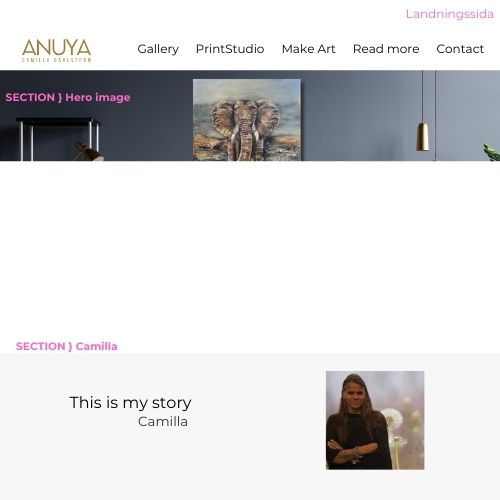 Landningssida
ANUYA
CAMILLA DAHLSTRÖM
Gallery PrintStudio Make Art Read more Contact
SECTION } Hero image
SECTION } Camilla
This is my story
Camilla